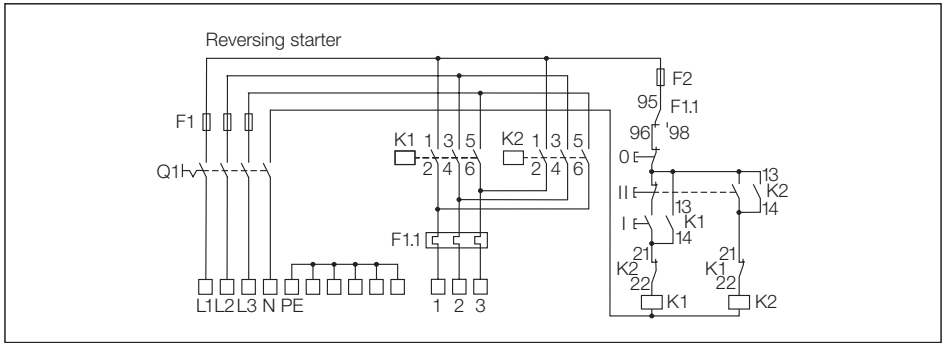 Reversing starter
F2
95 F1.1
F1
96 '98
K1 1 3 5
K2 1 3 5
2 4 6
2 4 6
0
Q1
13
II
K2
13
14
I
K1
14
F1.1
21
21
K2
K1
22
22
L1 L2 L3 N PE
1 2 3
K1
K2